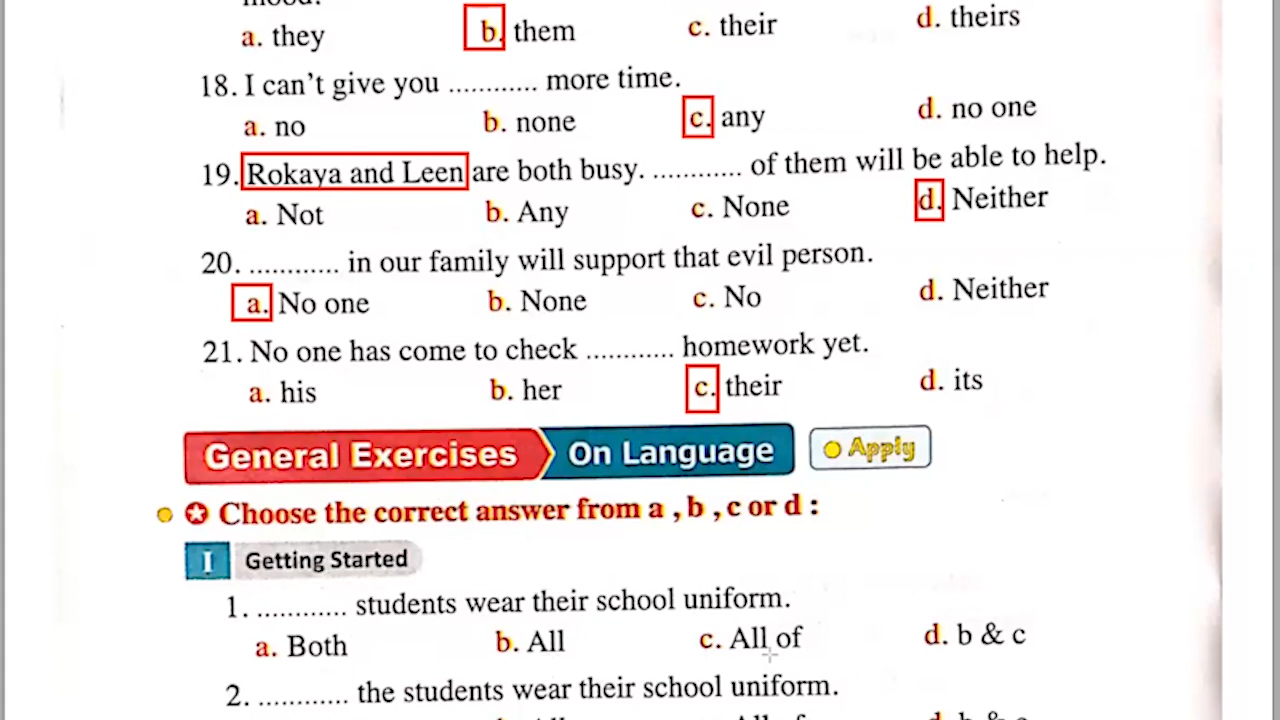 mood?
a. they b. them c. their d. theirs
18. I can't give you ............ more time.
a. no b. none c. any d. no one
19. Rokaya and Leen are both busy. ............ of them will be able to help.
a. Not b. Any c. None d. Neither
20. ............ in our family will support that evil person.
a. No one b. None c. No d. Neither
21. No one has come to check ............ homework yet.
a. his b. her c. their d. its
General Exercises On Language Apply
Choose the correct answer from a , b , c or d :
I Getting Started
1. ............ students wear their school uniform.
a. Both b. All c. All of d. b & c
2. ............ the students wear their school uniform.